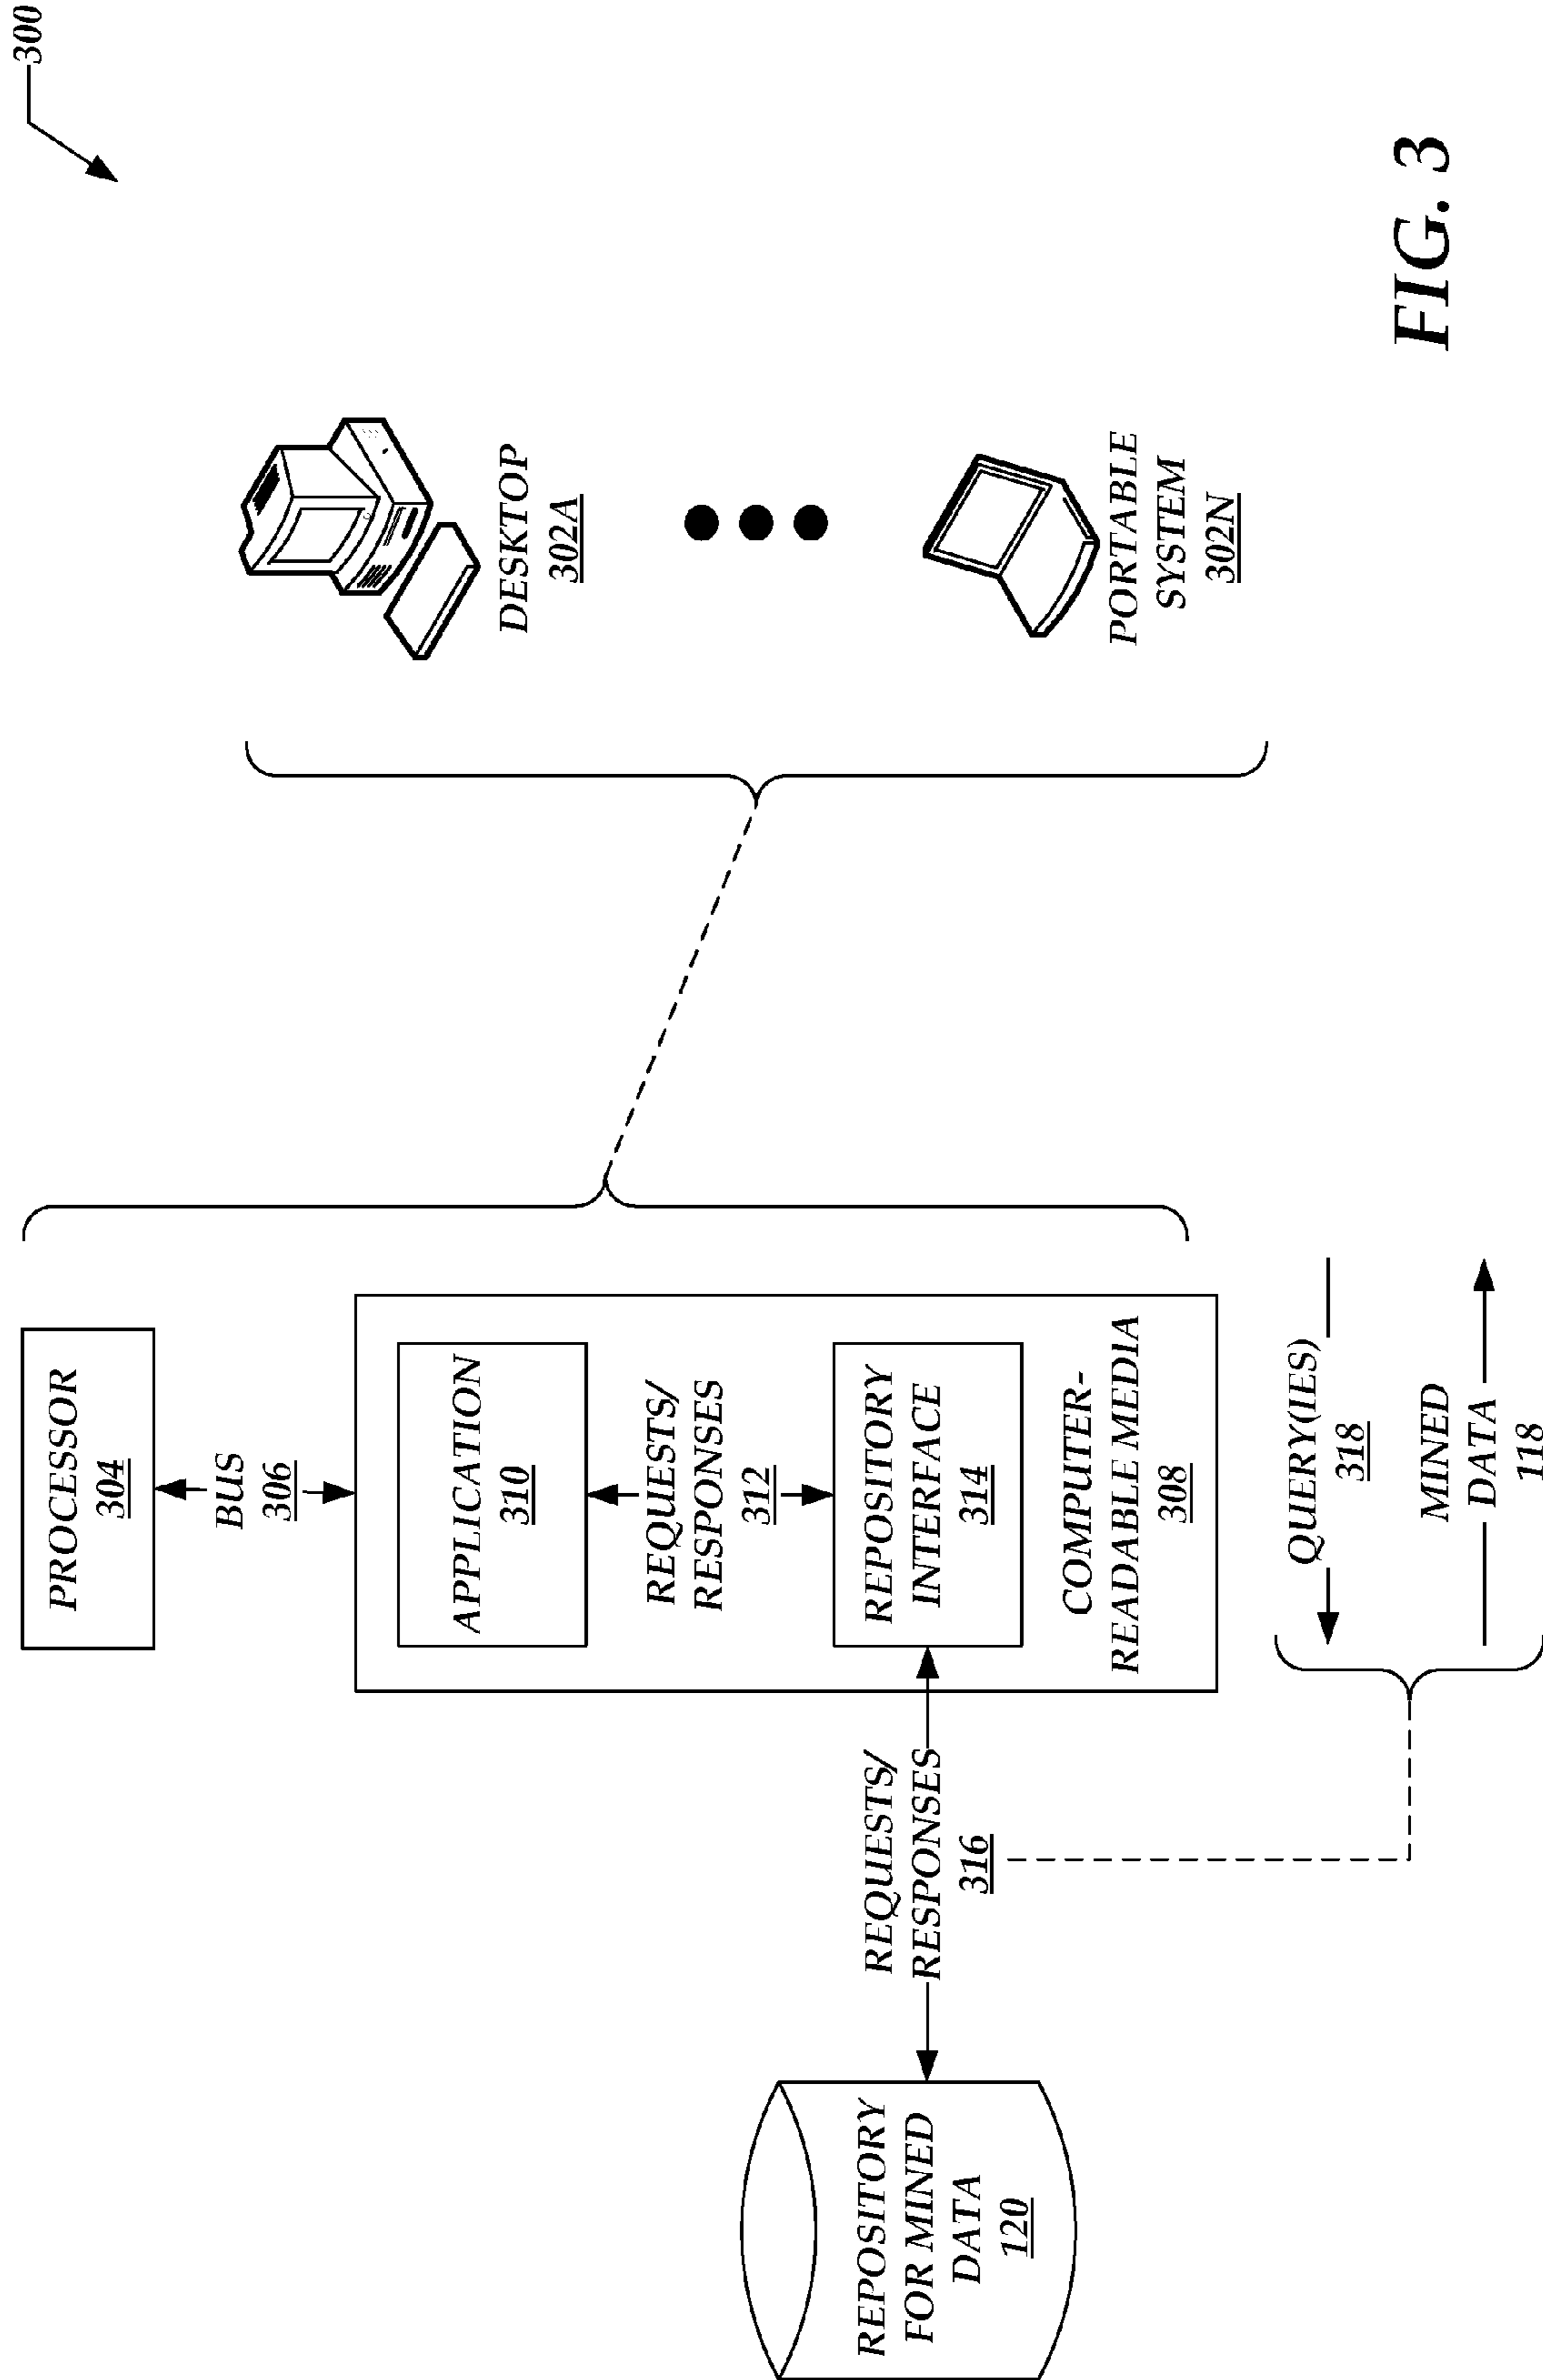 300
PROCESSOR
304
BUS
306
APPLICATION
310
REQUESTS/
RESPONSES
312
REPOSITORY
INTERFACE
314
COMPUTER-
READABLE MEDIA
308
REPOSITORY
FOR MINED
DATA
120
REQUESTS/
RESPONSES
316
QUERY(IES)
318
MINED
DATA
118
DESKTOP
302A
PORTABLE
SYSTEM
302N
FIG. 3